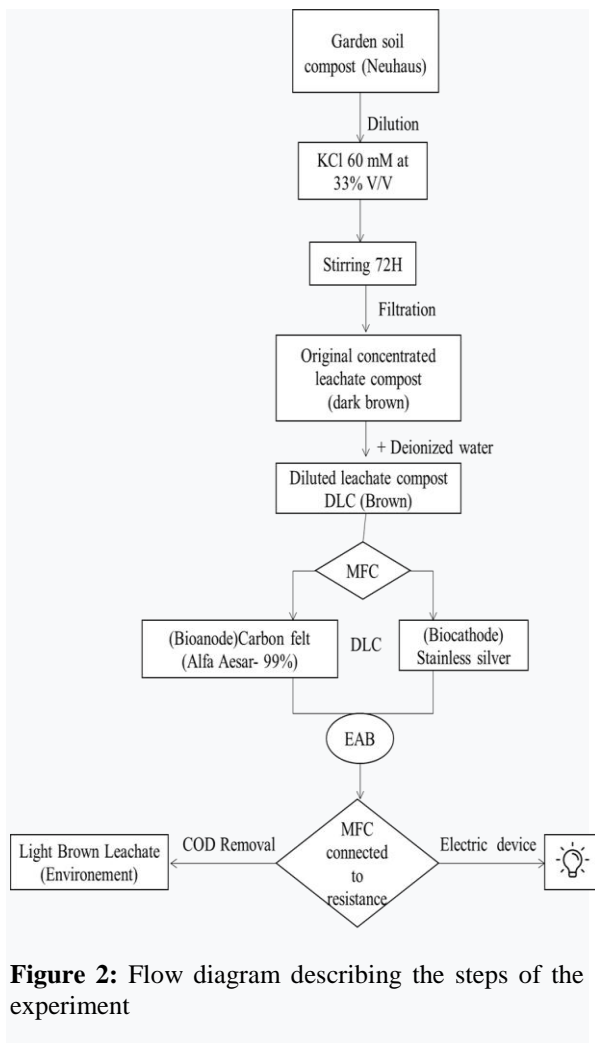 Garden soil
compost (Neuhaus)
Dilution
KCl 60 mM at
33% V/V
Stirring 72H
Filtration
Original concentrated
leachate compost
(dark brown)
+ Deionized water
Diluted leachate compost
DLC (Brown)
MFC
(Bioanode)Carbon felt
(Alfa Aesar- 99%)
DLC
(Biocathode)
Stainless silver
EAB
Light Brown Leachate
(Environement)
COD Removal
MFC
connected
to
resistance
Electric device
Figure 2: Flow diagram describing the steps of the
experiment